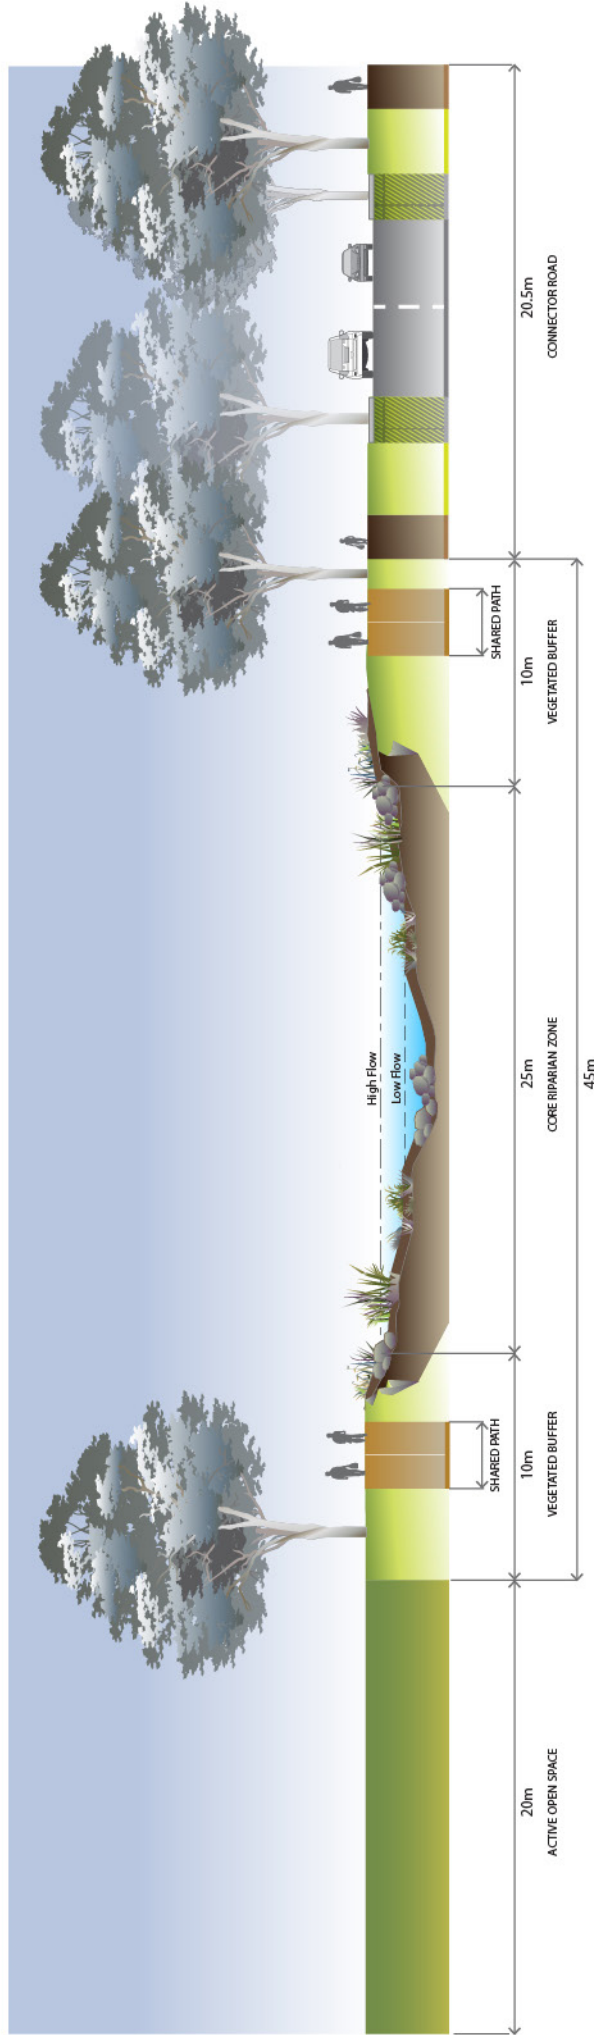 High Flow
Low Flow
SHARED PATH
SHARED PATH
20m
10m
25m
10m
20.5m
ACTIVE OPEN SPACE
VEGETATED BUFFER
CORE RIPARIAN ZONE
VEGETATED BUFFER
CONNECTOR ROAD
45m